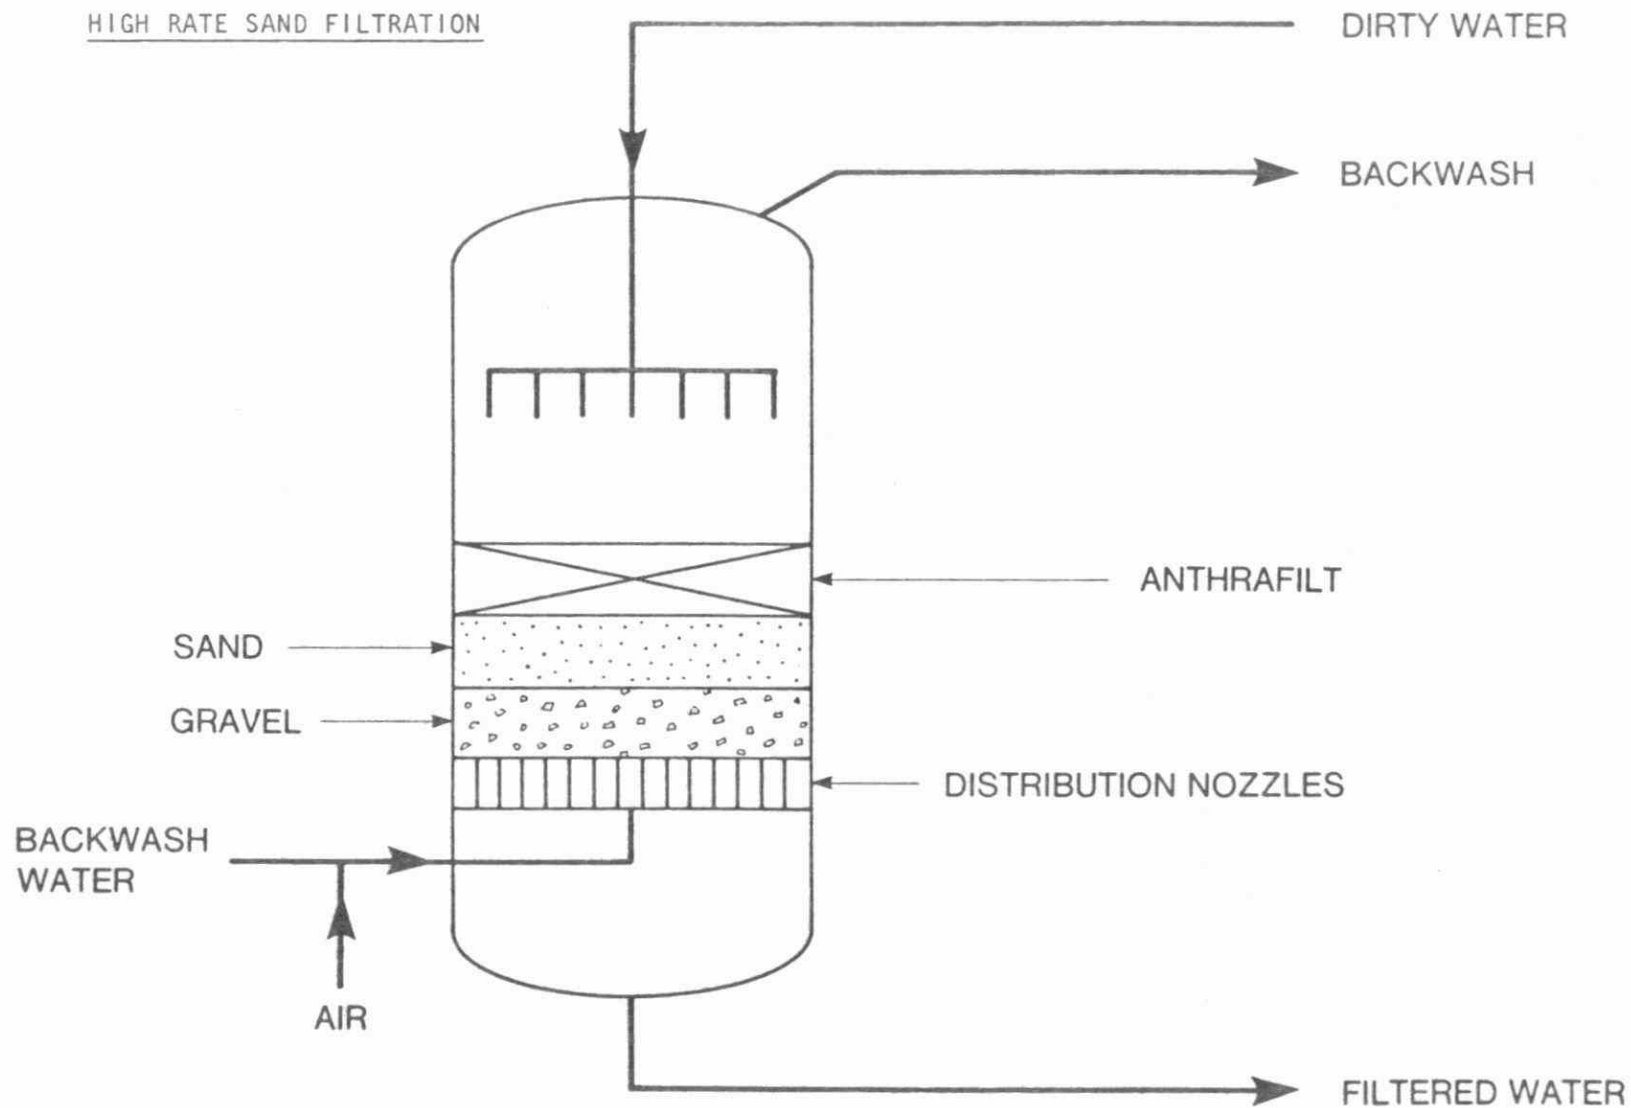 HIGH RATE SAND FILTRATION
DIRTY WATER
BACKWASH
ANTHRAFILT
SAND
GRAVEL
DISTRIBUTION NOZZLES
BACKWASH
WATER
AIR
FILTERED WATER